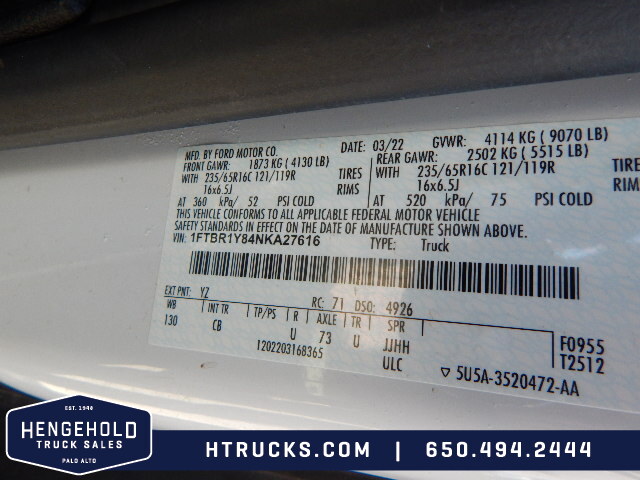 MFD. BY FORD MOTOR CO. DATE: 03/22 GVWR: 4114 KG ( 9070 LB)
FRONT GAWR: 1873 KG ( 4130 LB) REAR GAWR: 2502 KG ( 5515 LB)
WITH 235/65R16C 121/119R TIRES WITH 235/65R16C 121/119R TIRES
16x6.5J RIMS 16x6.5J RIMS
AT 360 kPa/ 52 PSI COLD AT 520 kPa/ 75 PSI COLD
THIS VEHICLE CONFORMS TO ALL APPLICABLE FEDERAL MOTOR VEHICLE
SAFETY STANDARDS IN EFFECT ON THE DATE OF MANUFACTURE SHOWN ABOVE.
VIN: 1FTBR1Y84NKA27616 TYPE: Truck
EXT PNT: YZ RC: 71 DSO: 4926
WB INT TR TP/PS R AXLE TR SPR
130 CB U 73 U JJHH F0955
1202203168365 ULC T2512
▽ 5U5A-3520472-AA
EST. 1940
HENGEHOLD
TRUCK SALES
PALO ALTO
HTRUCKS.COM | 650.494.2444